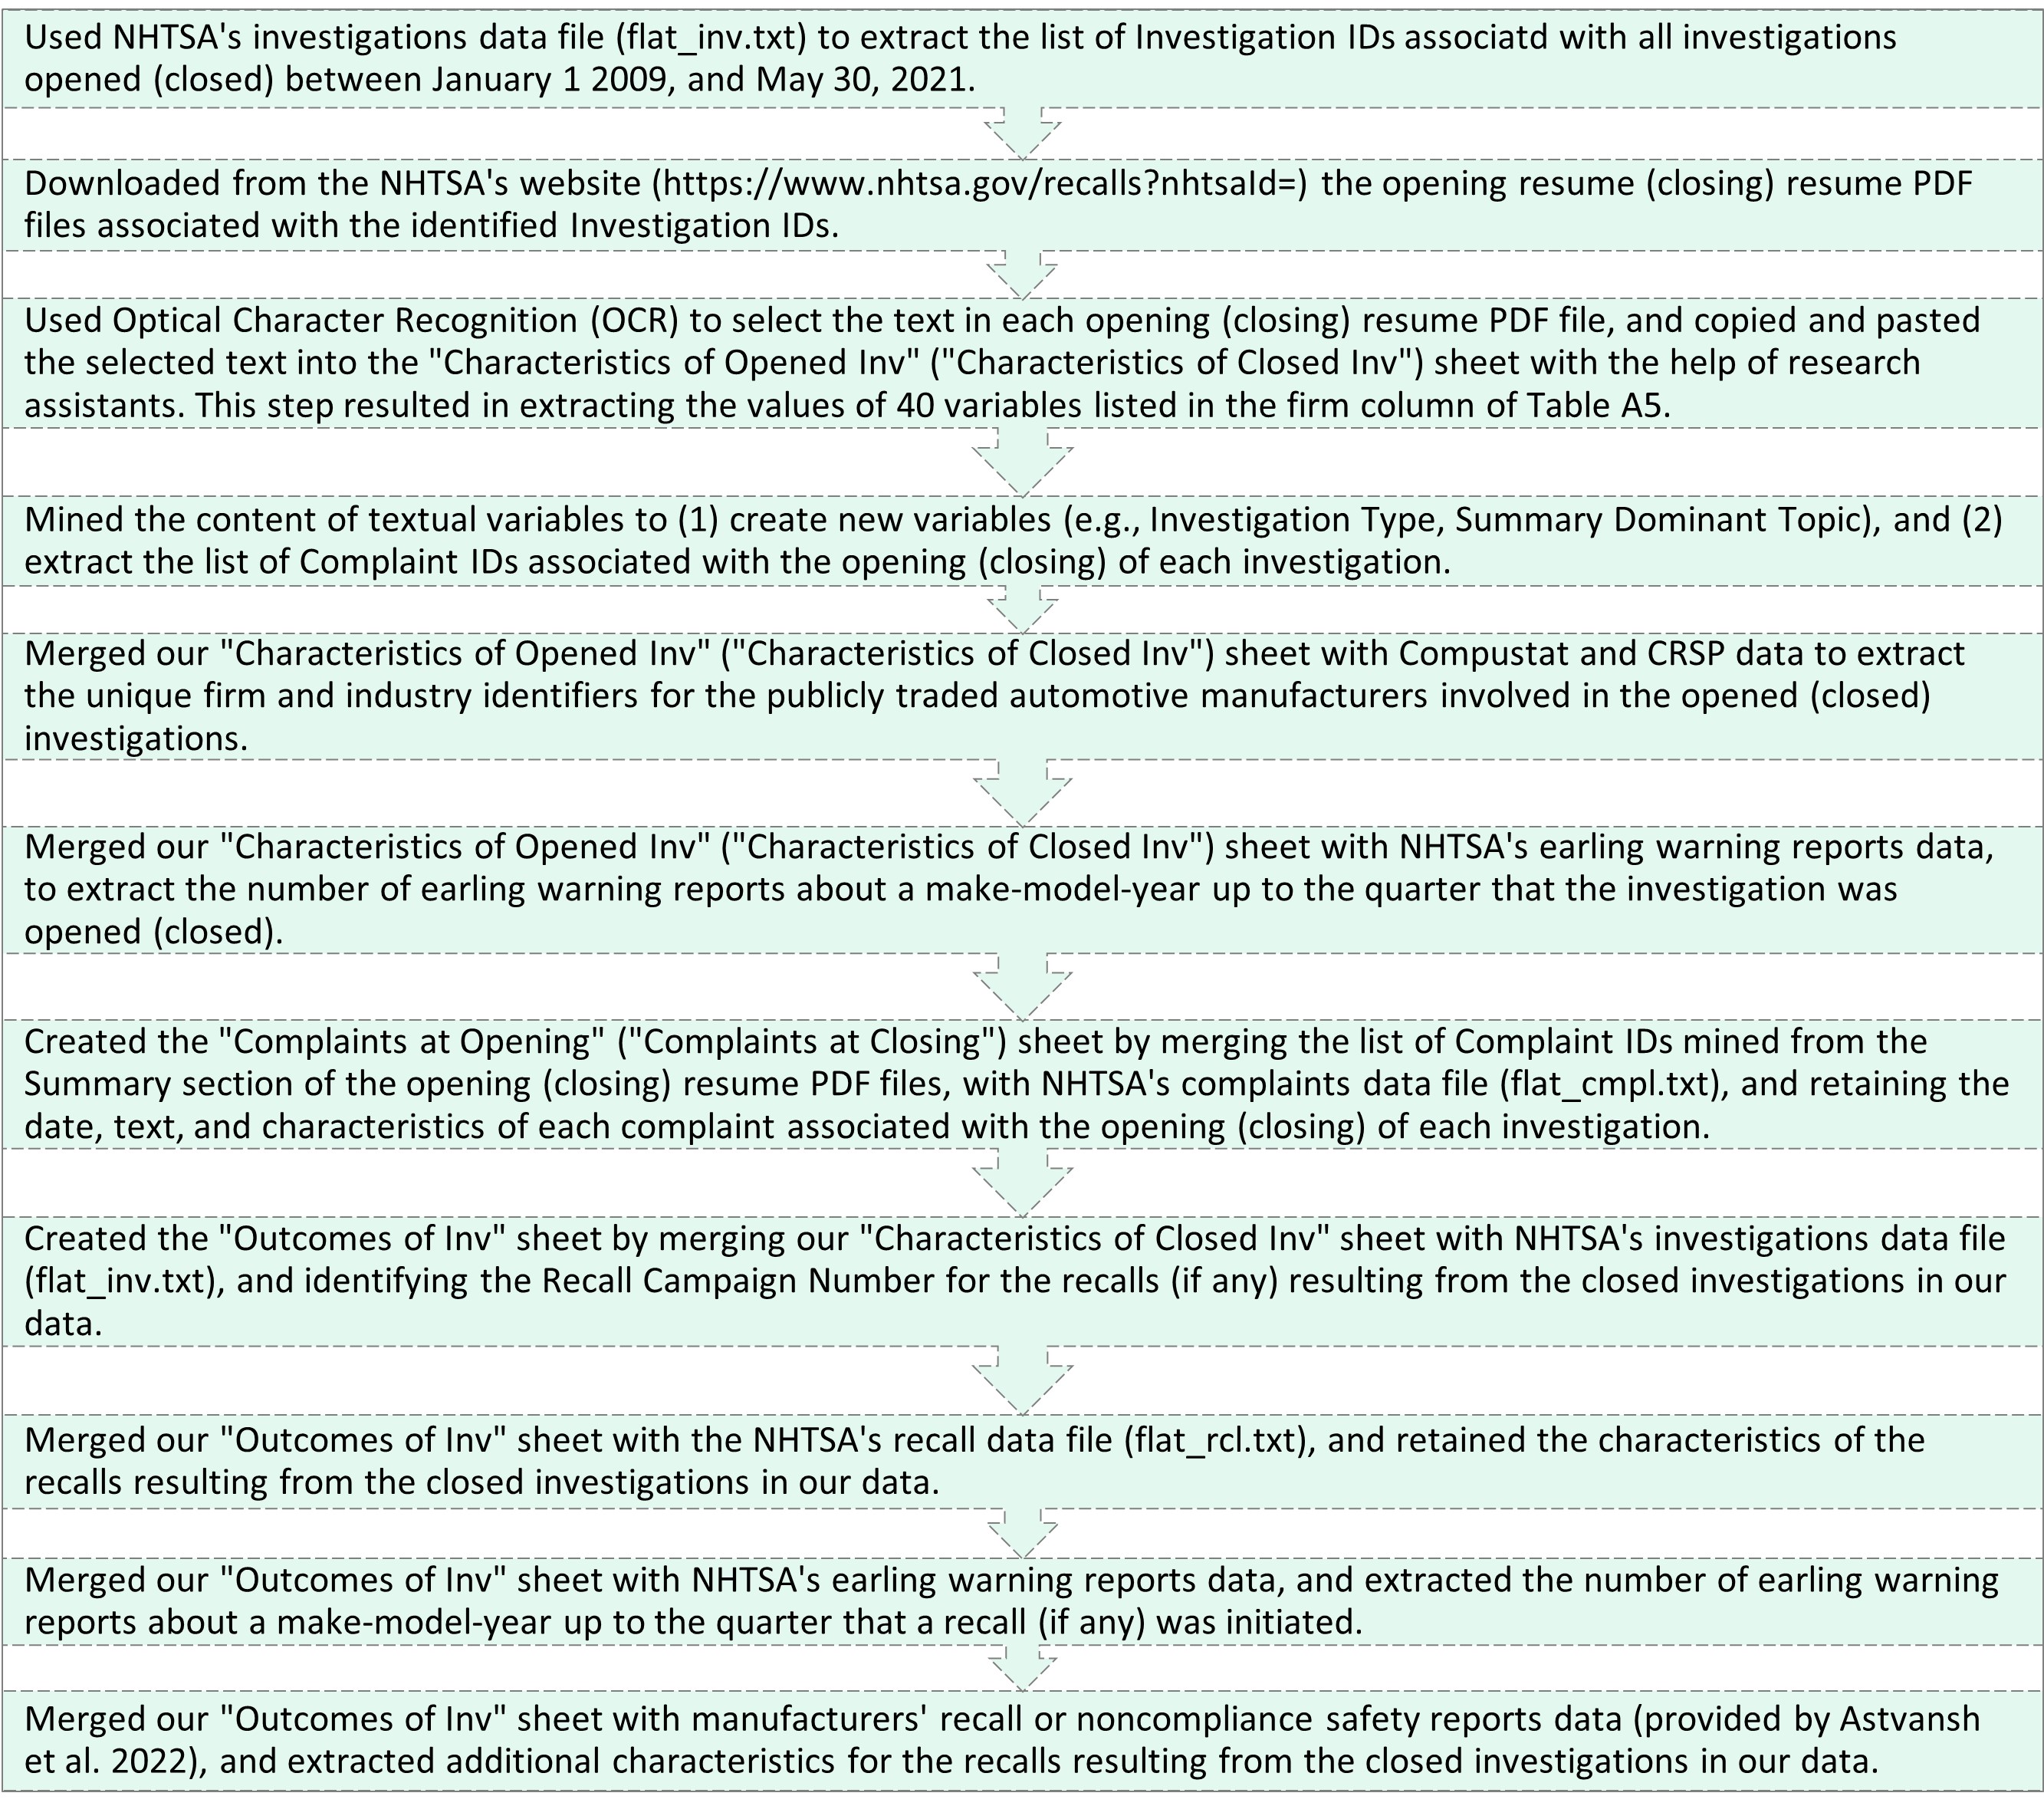 Used NHTSA's investigations data file (flat_inv.txt) to extract the list of Investigation IDs associatd with all investigations
opened (closed) between January 1 2009, and May 30, 2021.
Downloaded from the NHTSA's website (https://www.nhtsa.gov/recalls?nhtsaId=) the opening resume (closing) resume PDF
files associated with the identified Investigation IDs.
Used Optical Character Recognition (OCR) to select the text in each opening (closing) resume PDF file, and copied and pasted
the selected text into the "Characteristics of Opened Inv" ("Characteristics of Closed Inv") sheet with the help of research
assistants. This step resulted in extracting the values of 40 variables listed in the firm column of Table A5.
Mined the content of textual variables to (1) create new variables (e.g., Investigation Type, Summary Dominant Topic), and (2)
extract the list of Complaint IDs associated with the opening (closing) of each investigation.
Merged our "Characteristics of Opened Inv" ("Characteristics of Closed Inv") sheet with Compustat and CRSP data to extract
the unique firm and industry identifiers for the publicly traded automotive manufacturers involved in the opened (closed)
investigations.
Merged our "Characteristics of Opened Inv" ("Characteristics of Closed Inv") sheet with NHTSA's earling warning reports data,
to extract the number of earling warning reports about a make-model-year up to the quarter that the investigation was
opened (closed).
Created the "Complaints at Opening" ("Complaints at Closing") sheet by merging the list of Complaint IDs mined from the
Summary section of the opening (closing) resume PDF files, with NHTSA's complaints data file (flat_cmpl.txt), and retaining the
date, text, and characteristics of each complaint associated with the opening (closing) of each investigation.
Created the "Outcomes of Inv" sheet by merging our "Characteristics of Closed Inv" sheet with NHTSA's investigations data file
(flat_inv.txt), and identifying the Recall Campaign Number for the recalls (if any) resulting from the closed investigations in our
data.
Merged our "Outcomes of Inv" sheet with the NHTSA's recall data file (flat_rcl.txt), and retained the characteristics of the
recalls resulting from the closed investigations in our data.
Merged our "Outcomes of Inv" sheet with NHTSA's earling warning reports data, and extracted the number of earling warning
reports about a make-model-year up to the quarter that a recall (if any) was initiated.
Merged our "Outcomes of Inv" sheet with manufacturers' recall or noncompliance safety reports data (provided by Astvansh
et al. 2022), and extracted additional characteristics for the recalls resulting from the closed investigations in our data.